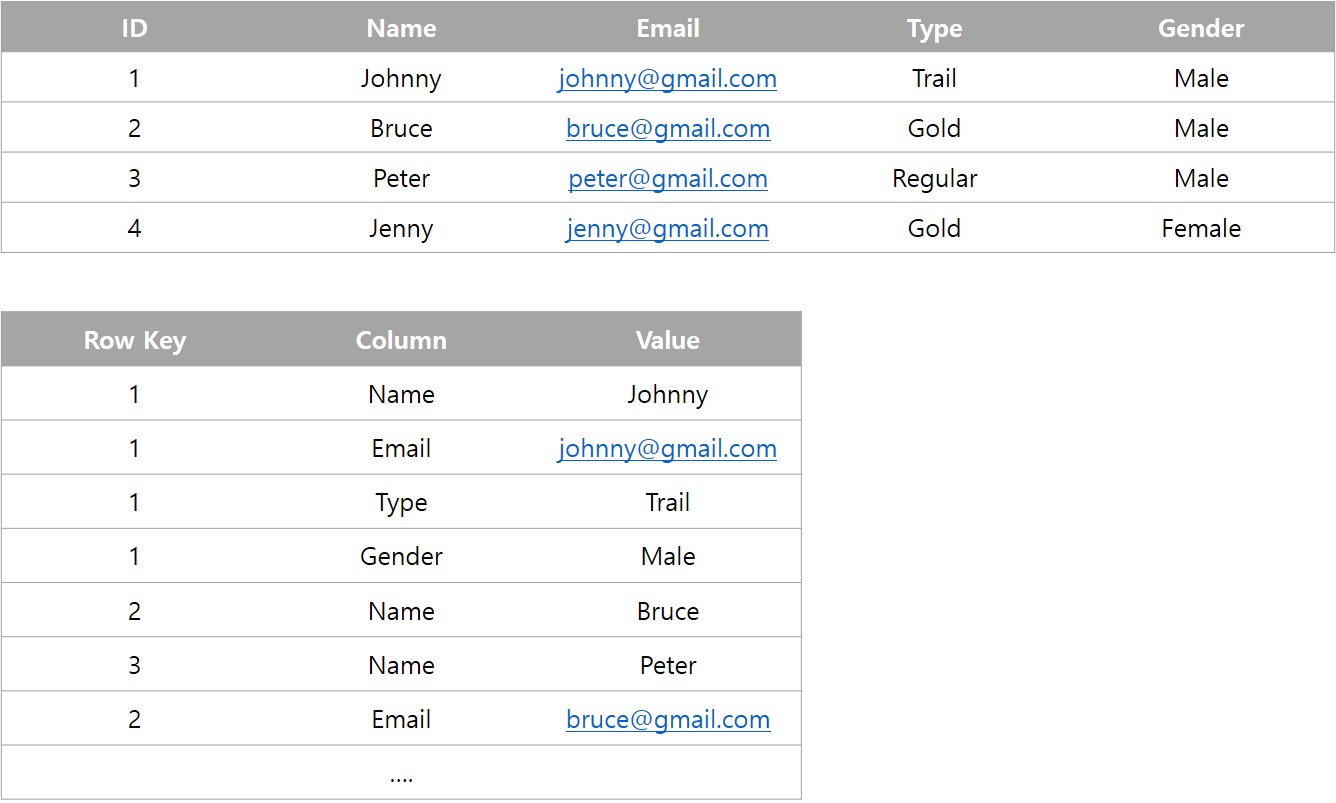 ID Name Email Type Gender
1 Johnny johnny@gmail.com Trail Male
2 Bruce bruce@gmail.com Gold Male
3 Peter peter@gmail.com Regular Male
4 Jenny jenny@gmail.com Gold Female
Row Key Column Value
1 Name Johnny
1 Email johnny@gmail.com
1 Type Trail
1 Gender Male
2 Name Bruce
3 Name Peter
2 Email bruce@gmail.com
....